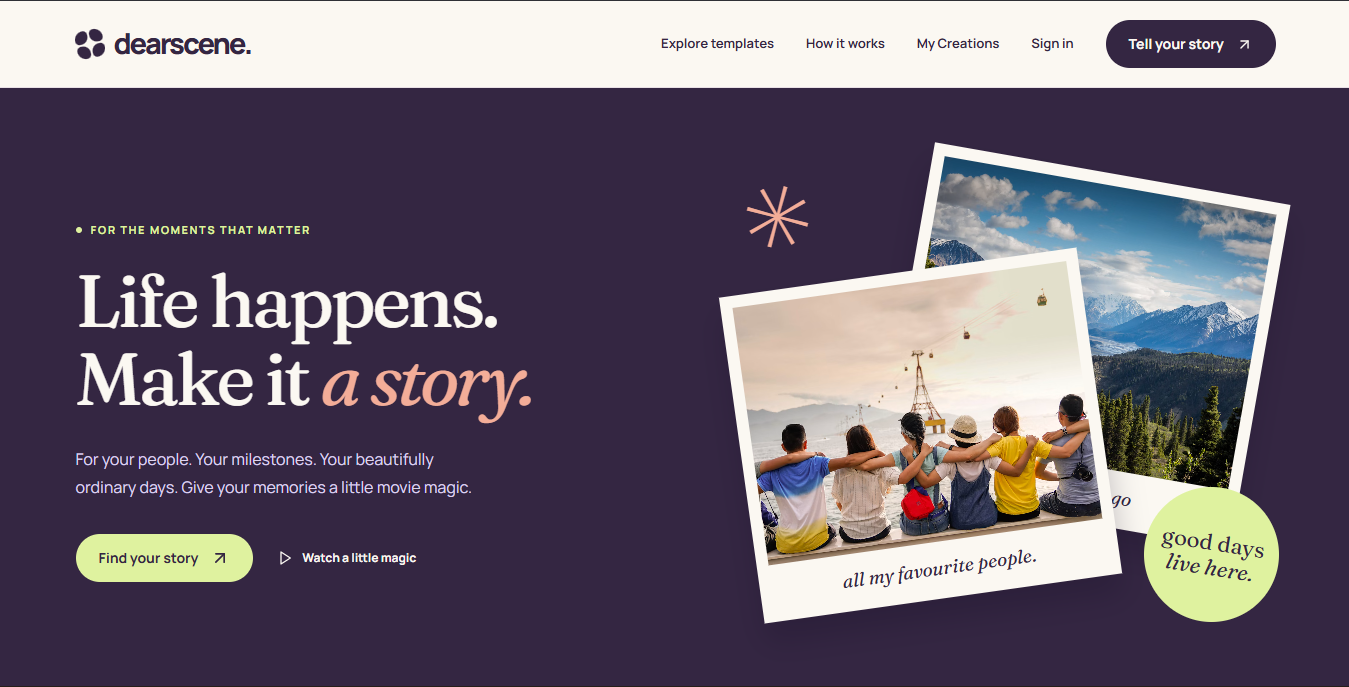 dearscene.
Explore templates
How it works
My Creations
Sign in
Tell your story
FOR THE MOMENTS THAT MATTER
Life happens.
Make it a story.
For your people. Your milestones. Your beautifully
ordinary days. Give your memories a little movie magic.
Find your story
Watch a little magic
go
all my favourite people.
good days
live here.